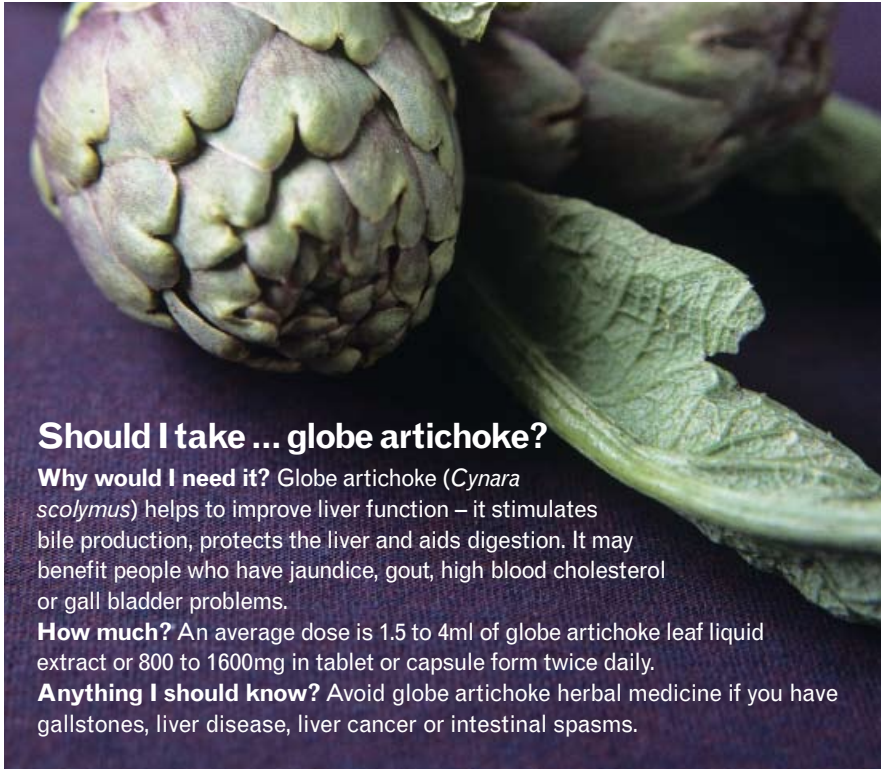 Should I take ... globe artichoke?
Why would I need it? Globe artichoke (Cynara
scolymus) helps to improve liver function – it stimulates
bile production, protects the liver and aids digestion. It may
benefit people who have jaundice, gout, high blood cholesterol
or gall bladder problems.
How much? An average dose is 1.5 to 4ml of globe artichoke leaf liquid
extract or 800 to 1600mg in tablet or capsule form twice daily.
Anything I should know? Avoid globe artichoke herbal medicine if you have
gallstones, liver disease, liver cancer or intestinal spasms.